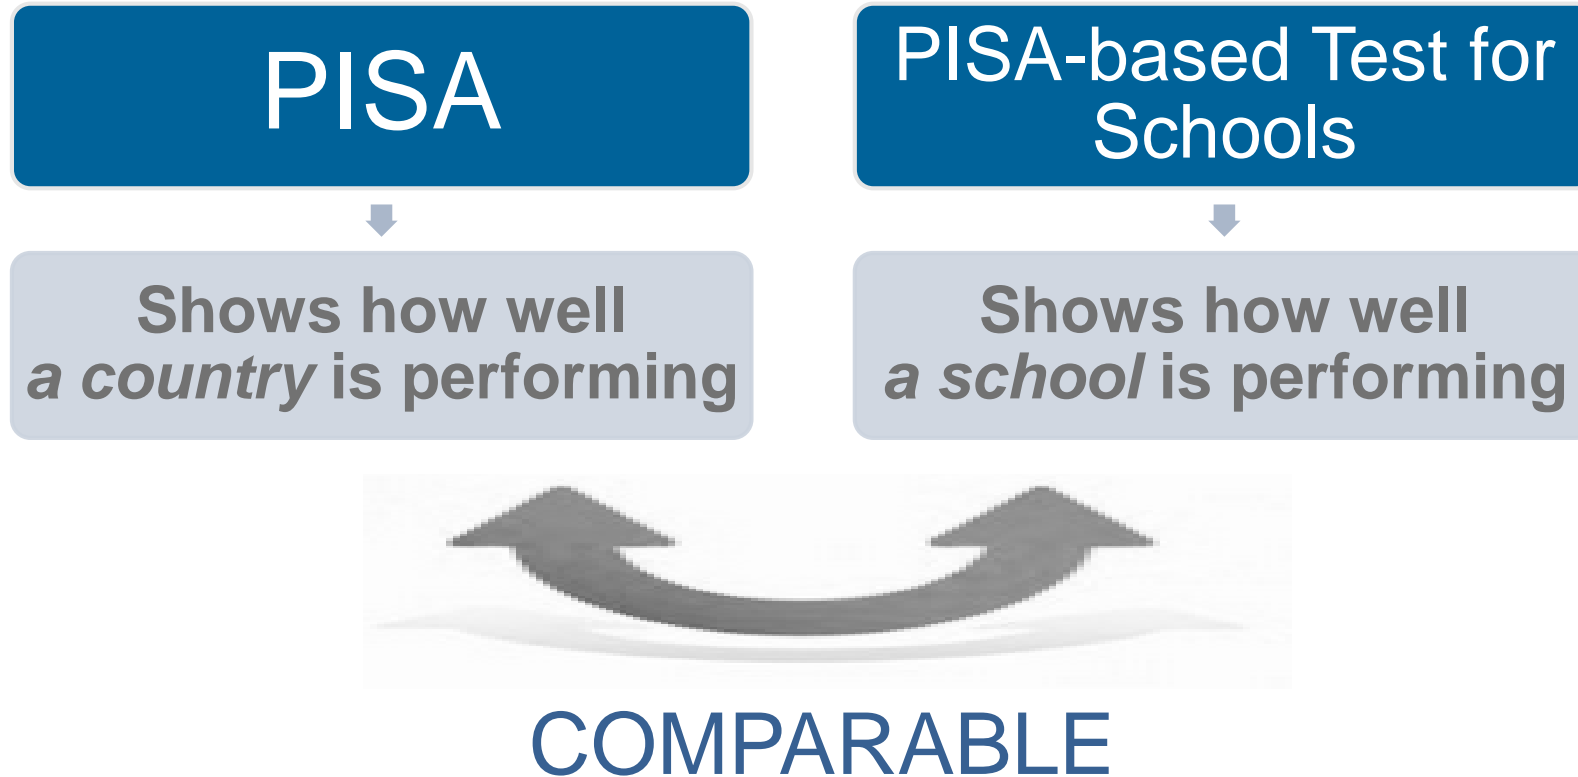 PISA
Shows how well
a country is performing
PISA-based Test for
Schools
Shows how well
a school is performing
COMPARABLE